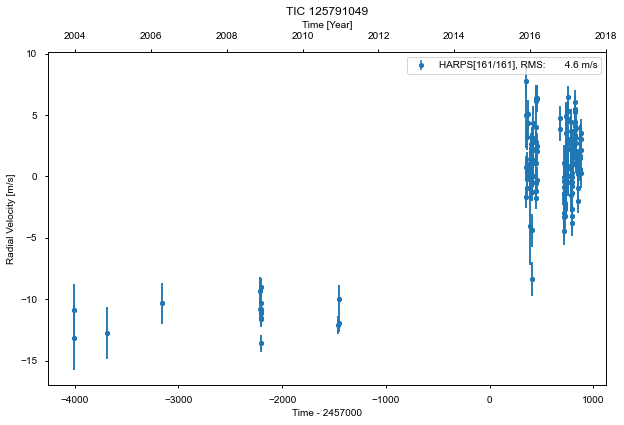 TIC 125791049
Time [Year]
2004 2006 2008 2010 2012 2014 2016 2018
HARPS[161/161], RMS: 4.6 m/s
Radial Velocity [m/s]
10
5
0
−5
−10
−15
−4000 −3000 −2000 −1000 0 1000
Time - 2457000